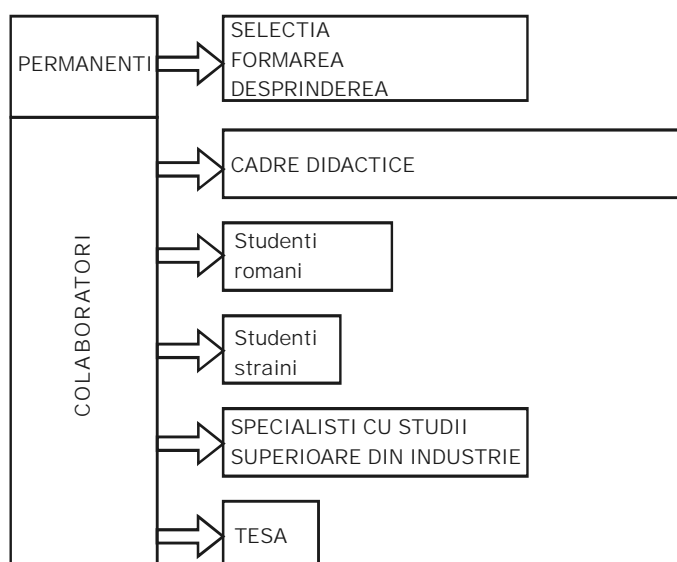 PERMANENTI
SELECTIA
FORMAREA
DESPRINDEREA
COLABORATORI
CADRE DIDACTICE
Studenti
romani
Studenti
straini
SPECIALISTI CU STUDII
SUPERIOARE DIN INDUSTRIE
TESA